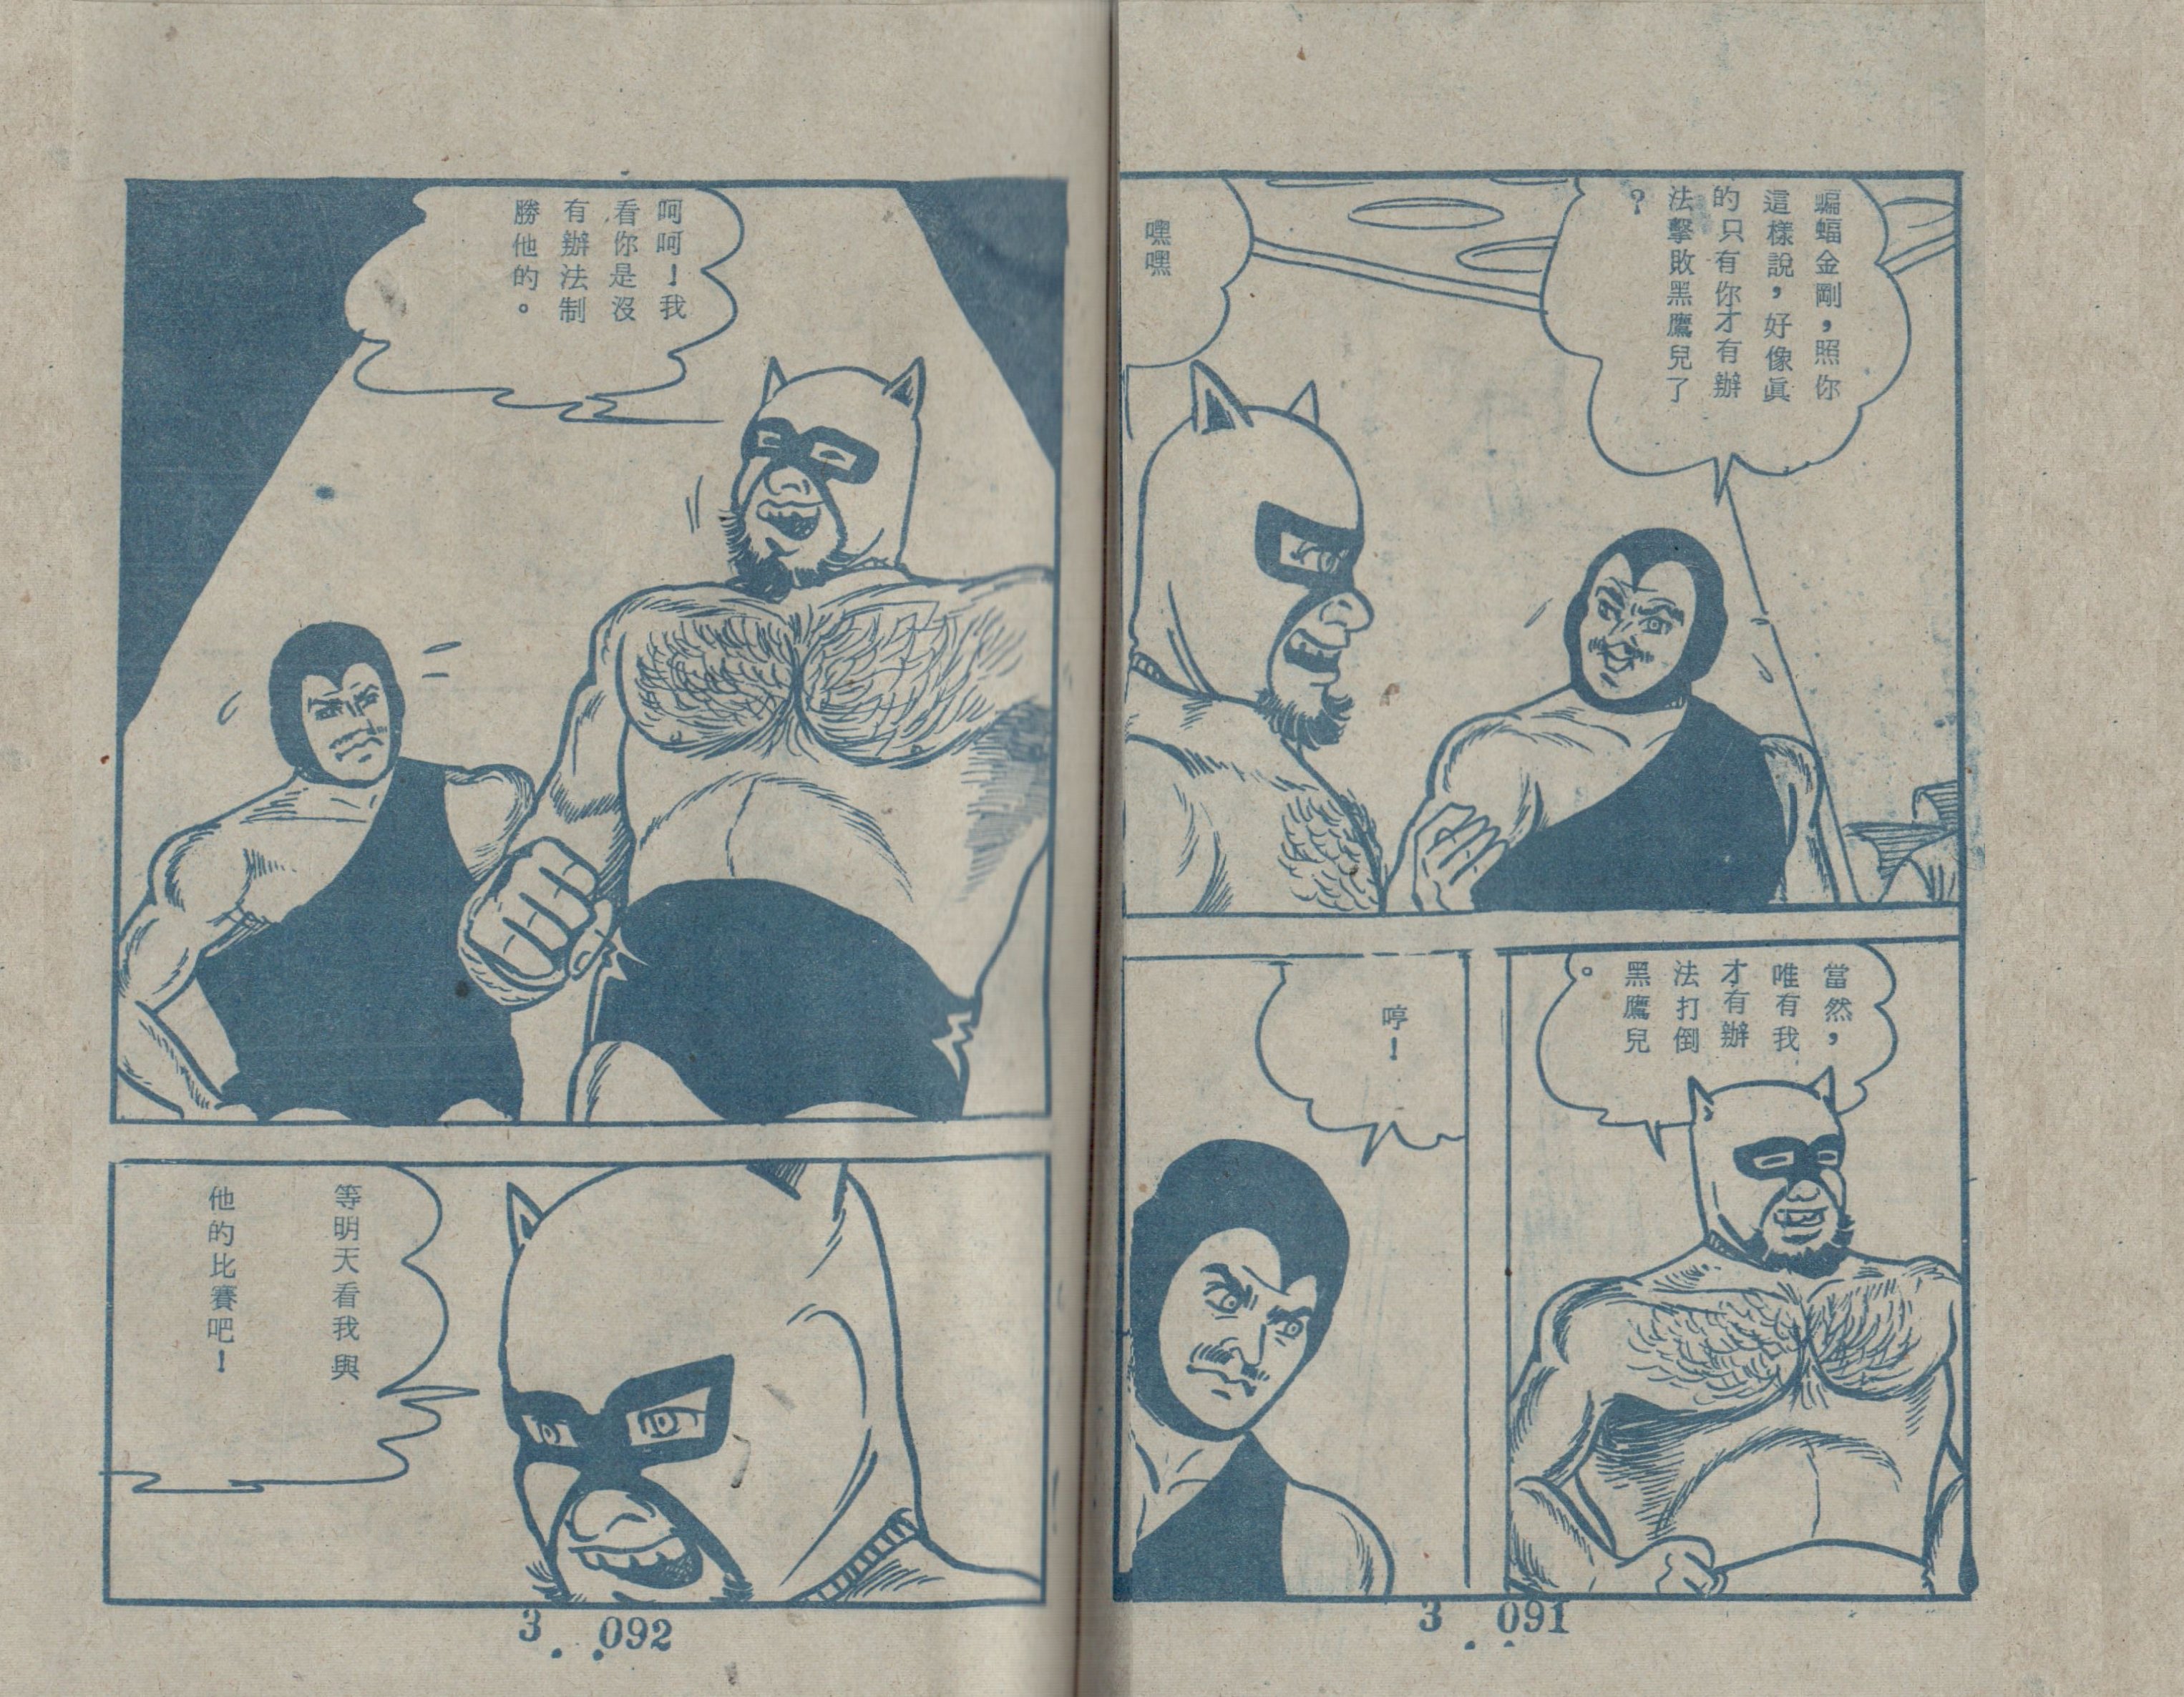 蝙蝠金剛，照你
這樣說，好像眞
的只有你才有辦
法擊敗黑鷹兒了
？
嘿嘿
當然，
唯有我
才有辦
法打倒
黑鷹兒
。
哼！
3 091
呵呵！我
看你是沒
有辦法制
勝他的。
等明天看我與
他的比賽吧！
3 092